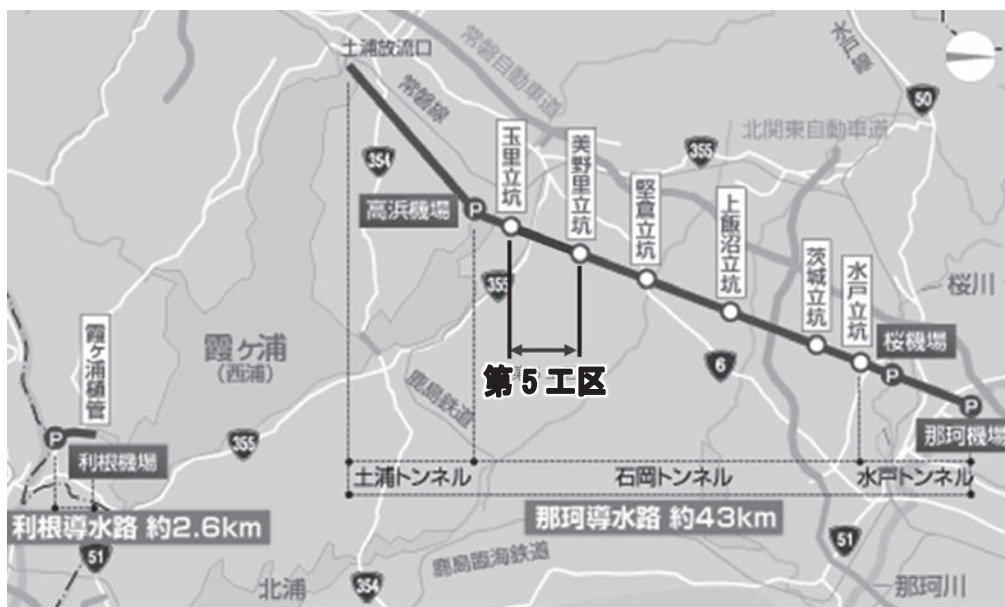 土浦放流口
常磐自動車道
水戸線
50
常磐線
354
玉里立坑
美野里立坑
355
北関東自動車道
高浜機場
P
堅倉立坑
上飯沼立坑
茨城立坑
水戸立坑
桜川
桜機場
P
355
第5工区
霞ヶ浦
(西浦)
霞ヶ浦樋管
鹿島鉄道
6
P
那珂機場
P
利根機場
355
土浦トンネル
石岡トンネル
水戸トンネル
利根導水路 約2.6km
那珂導水路 約43km
51
51
北浦
354
鹿島臨海鉄道
那珂川